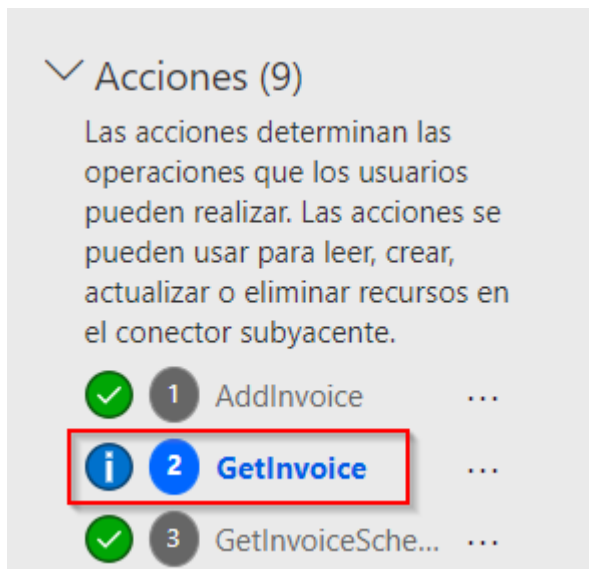 Acciones (9)
Las acciones determinan las
operaciones que los usuarios
pueden realizar. Las acciones se
pueden usar para leer, crear,
actualizar o eliminar recursos en
el conector subyacente.
1 AddInvoice ...
i 2 GetInvoice ...
3 GetInvoiceSche... ...